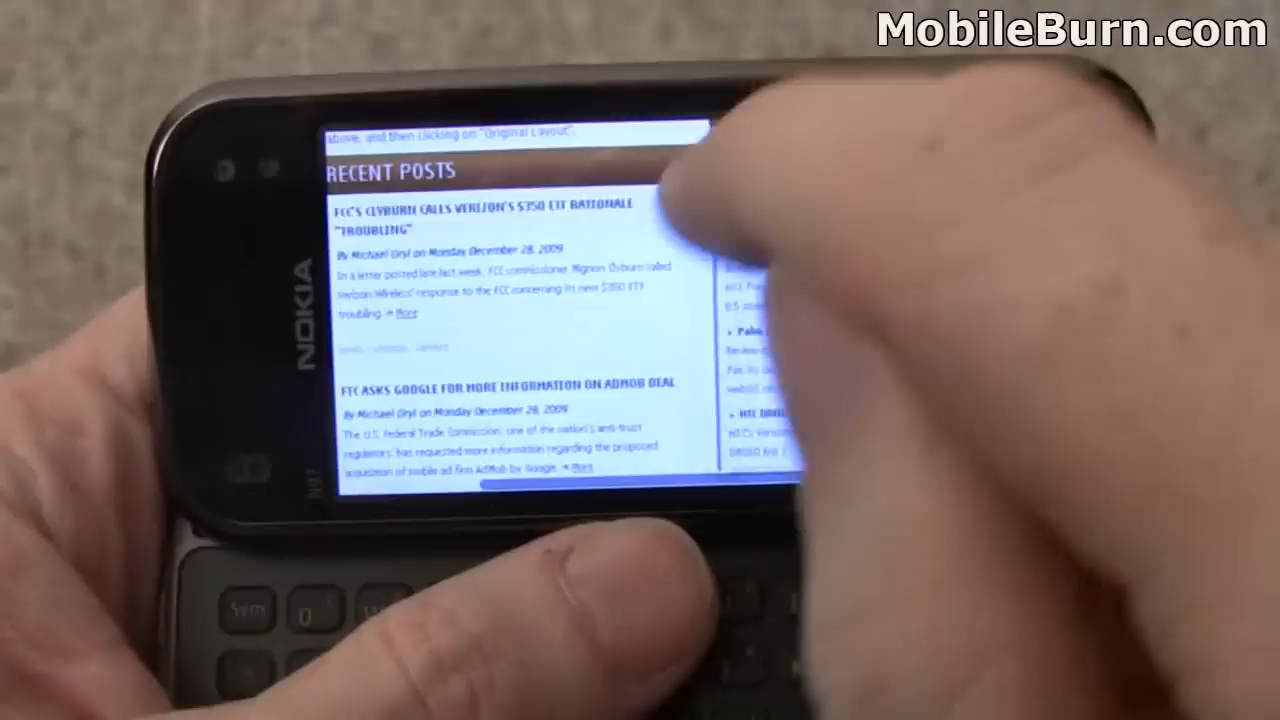 MobileBurn.com
above, and then clicking on "Original Layout".
RECENT POSTS
FCC'S CLYBURN CALLS VERIZON'S $350 ETF RATIONALE
"TROUBLING"
By Michael Oryl on Monday December 28, 2009
In a letter posted late last week, FCC commissioner Mignon Clyburn called
Verizon Wireless' response to the FCC concerning its new $350 ETF
troubling. → More
FTC ASKS GOOGLE FOR MORE INFORMATION ON ADMOB DEAL
By Michael Oryl on Monday December 28, 2009
The U.S. Federal Trade Commission, one of the nation's anti-trust
regulators, has requested more information regarding the proposed
acquisition of mobile ad firm AdMob by Google. → More
NOKIA
N97
Sym
0